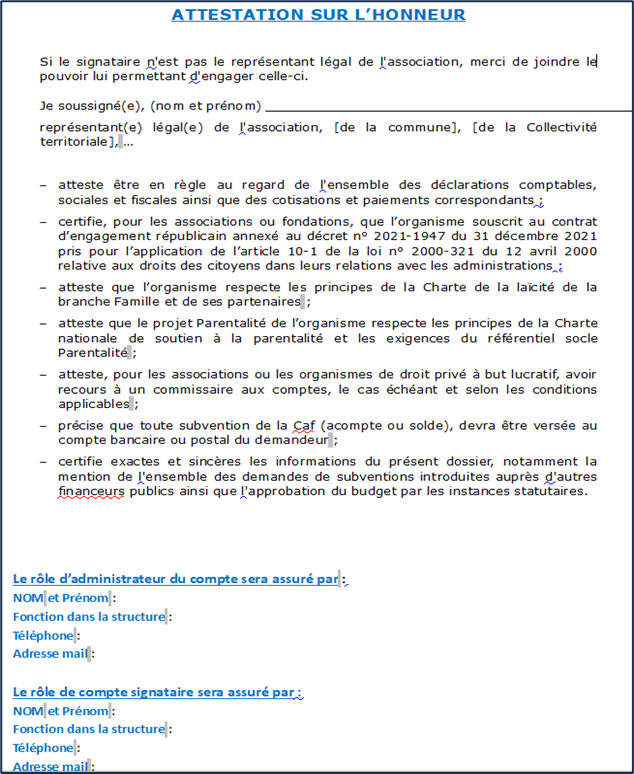 ATTESTATION SUR L’HONNEUR
Si le signataire n'est pas le représentant légal de l'association, merci de joindre le
pouvoir lui permettant d'engager celle-ci.
Je soussigné(e), (nom et prénom) ____________________
représentant(e) légal(e) de l'association, [de la commune], [de la Collectivité
territoriale], ...
– atteste être en règle au regard de l'ensemble des déclarations comptables,
sociales et fiscales ainsi que des cotisations et paiements correspondants ;
– certifie, pour les associations ou fondations, que l’organisme souscrit au contrat
d’engagement républicain annexé au décret n° 2021-1947 du 31 décembre 2021
pris pour l’application de l’article 10-1 de la loi n° 2000-321 du 12 avril 2000
relative aux droits des citoyens dans leurs relations avec les administrations ;
– atteste que l’organisme respecte les principes de la Charte de la laïcité de la
branche Famille et de ses partenaires ;
– atteste que le projet Parentalité de l’organisme respecte les principes de la Charte
nationale de soutien à la parentalité et les exigences du référentiel socle
Parentalité ;
– atteste, pour les associations ou les organismes de droit privé à but lucratif, avoir
recours à un commissaire aux comptes, le cas échéant et selon les conditions
applicables ;
– précise que toute subvention de la Caf (acompte ou solde), devra être versée au
compte bancaire ou postal du demandeur ;
– certifie exactes et sincères les informations du présent dossier, notamment la
mention de l'ensemble des demandes de subventions introduites auprès d'autres
financeurs publics ainsi que l'approbation du budget par les instances statutaires.
Le rôle d’administrateur du compte sera assuré par :
NOM et Prénom :
Fonction dans la structure :
Téléphone :
Adresse mail :
Le rôle de compte signataire sera assuré par :
NOM et Prénom :
Fonction dans la structure :
Téléphone :
Adresse mail :